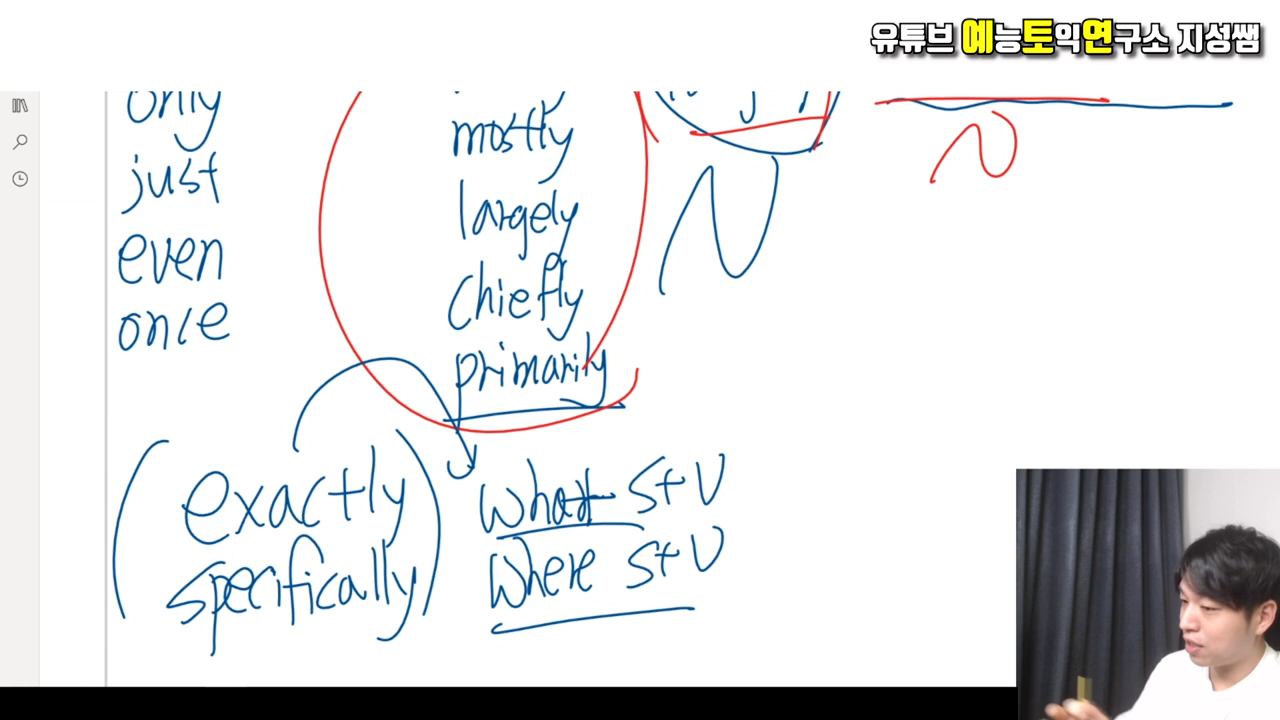 유튜브 예능토익연구소 지성쌤
only
just
even
once
mostly
largely
chiefly
primarily
N
N
exactly
specifically
what S+V
where S+V